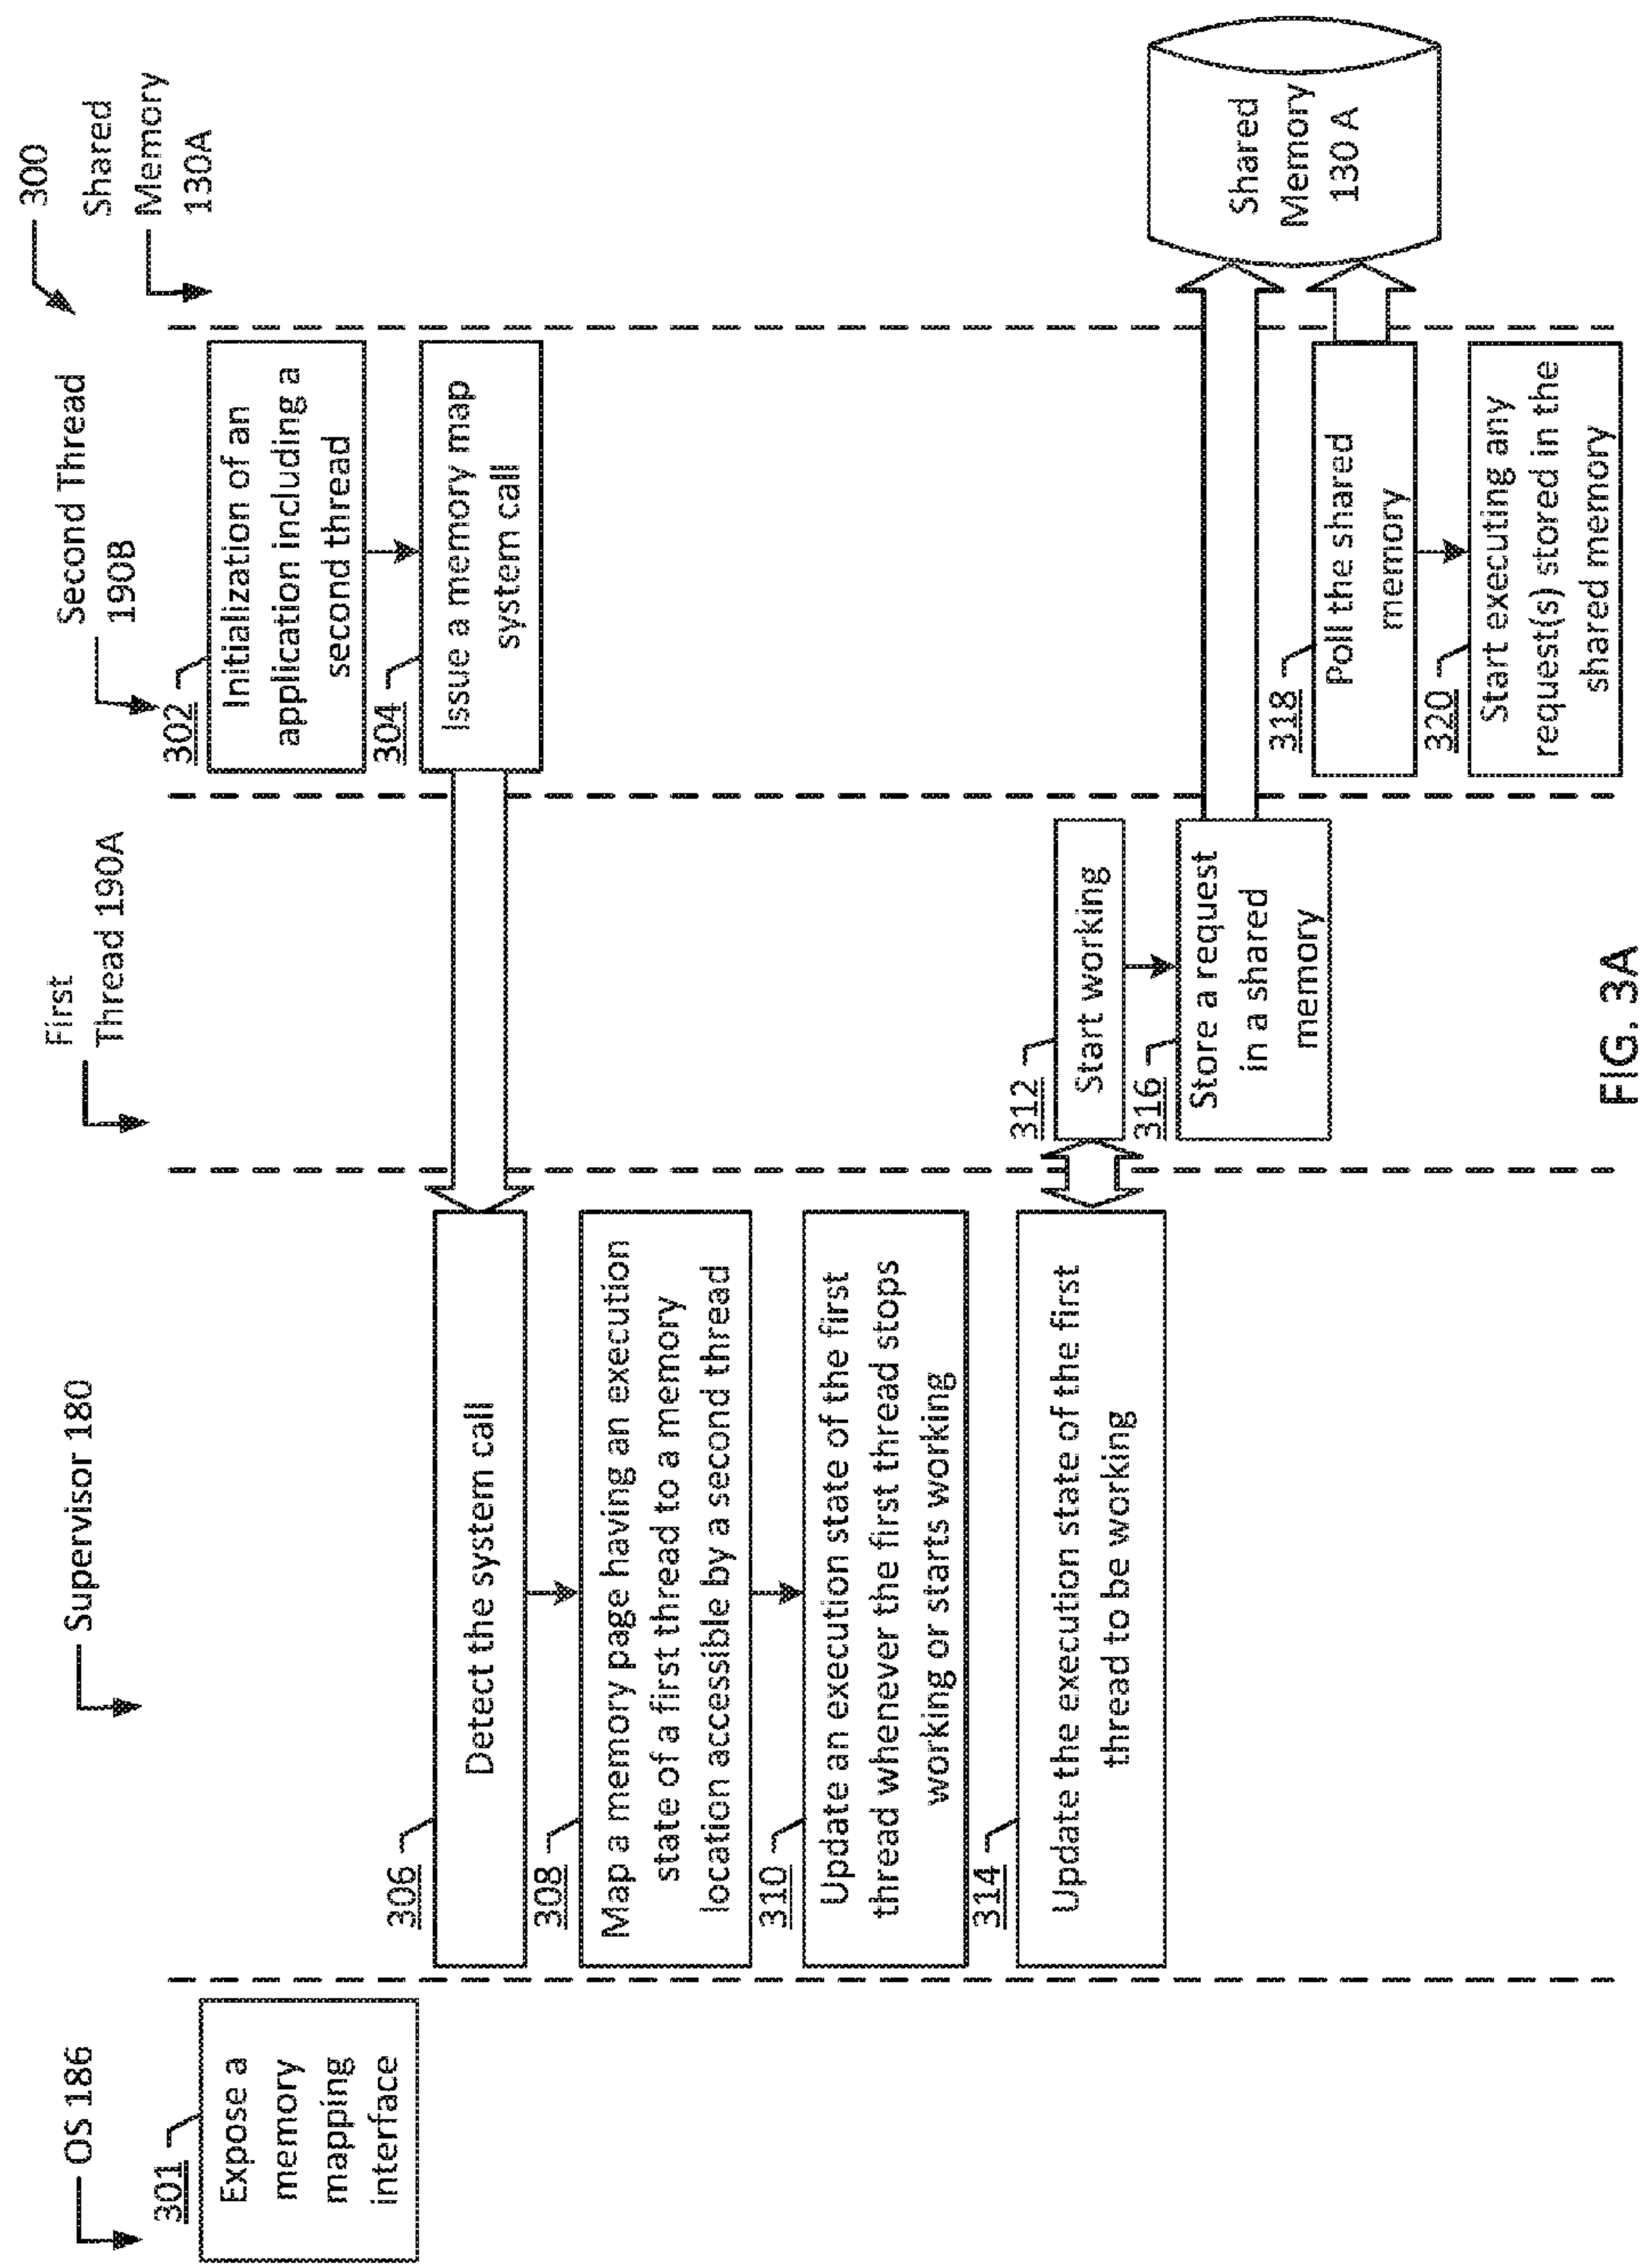 300
OS 186
Supervisor 180
First
Thread 190A
Second Thread
190B
Shared
Memory
130A
301
Expose a
memory
mapping
interface
302
Initialization of an
application including a
second thread
304
Issue a memory map
system call
306
Detect the system call
308
Map a memory page having an execution
state of a first thread to a memory
location accessible by a second thread
310
Update an execution state of the first
thread whenever the first thread stops
working or starts working
312
Start working
314
Update the execution state of the first
thread to be working
316
Store a request
in a shared
memory
Shared
Memory
130 A
318
Poll the shared
memory
320
Start executing any
request(s) stored in the
shared memory
FIG. 3A